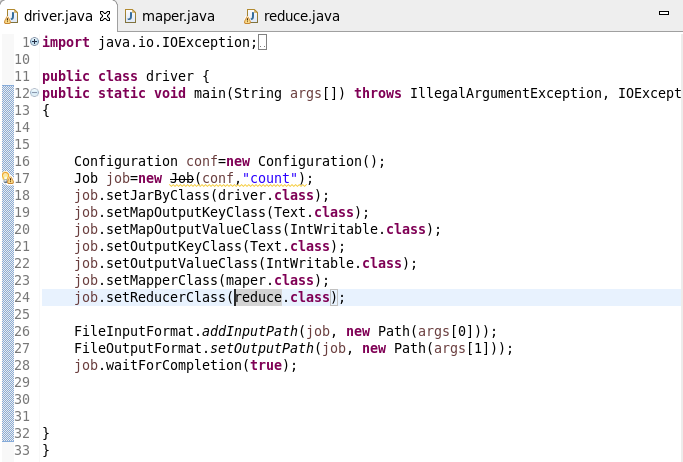 driver.java maper.java reduce.java
1 import java.io.IOException;
10
11 public class driver {
12 public static void main(String args[]) throws IllegalArgumentException, IOExcept
13 {
14
15
16 Configuration conf=new Configuration();
17 Job job=new Job(conf,"count");
18 job.setJarByClass(driver.class);
19 job.setMapOutputKeyClass(Text.class);
20 job.setMapOutputValueClass(IntWritable.class);
21 job.setOutputKeyClass(Text.class);
22 job.setOutputValueClass(IntWritable.class);
23 job.setMapperClass(maper.class);
24 job.setReducerClass(reduce.class);
25
26 FileInputFormat.addInputPath(job, new Path(args[0]));
27 FileOutputFormat.setOutputPath(job, new Path(args[1]));
28 job.waitForCompletion(true);
29
30
31
32 }
33 }